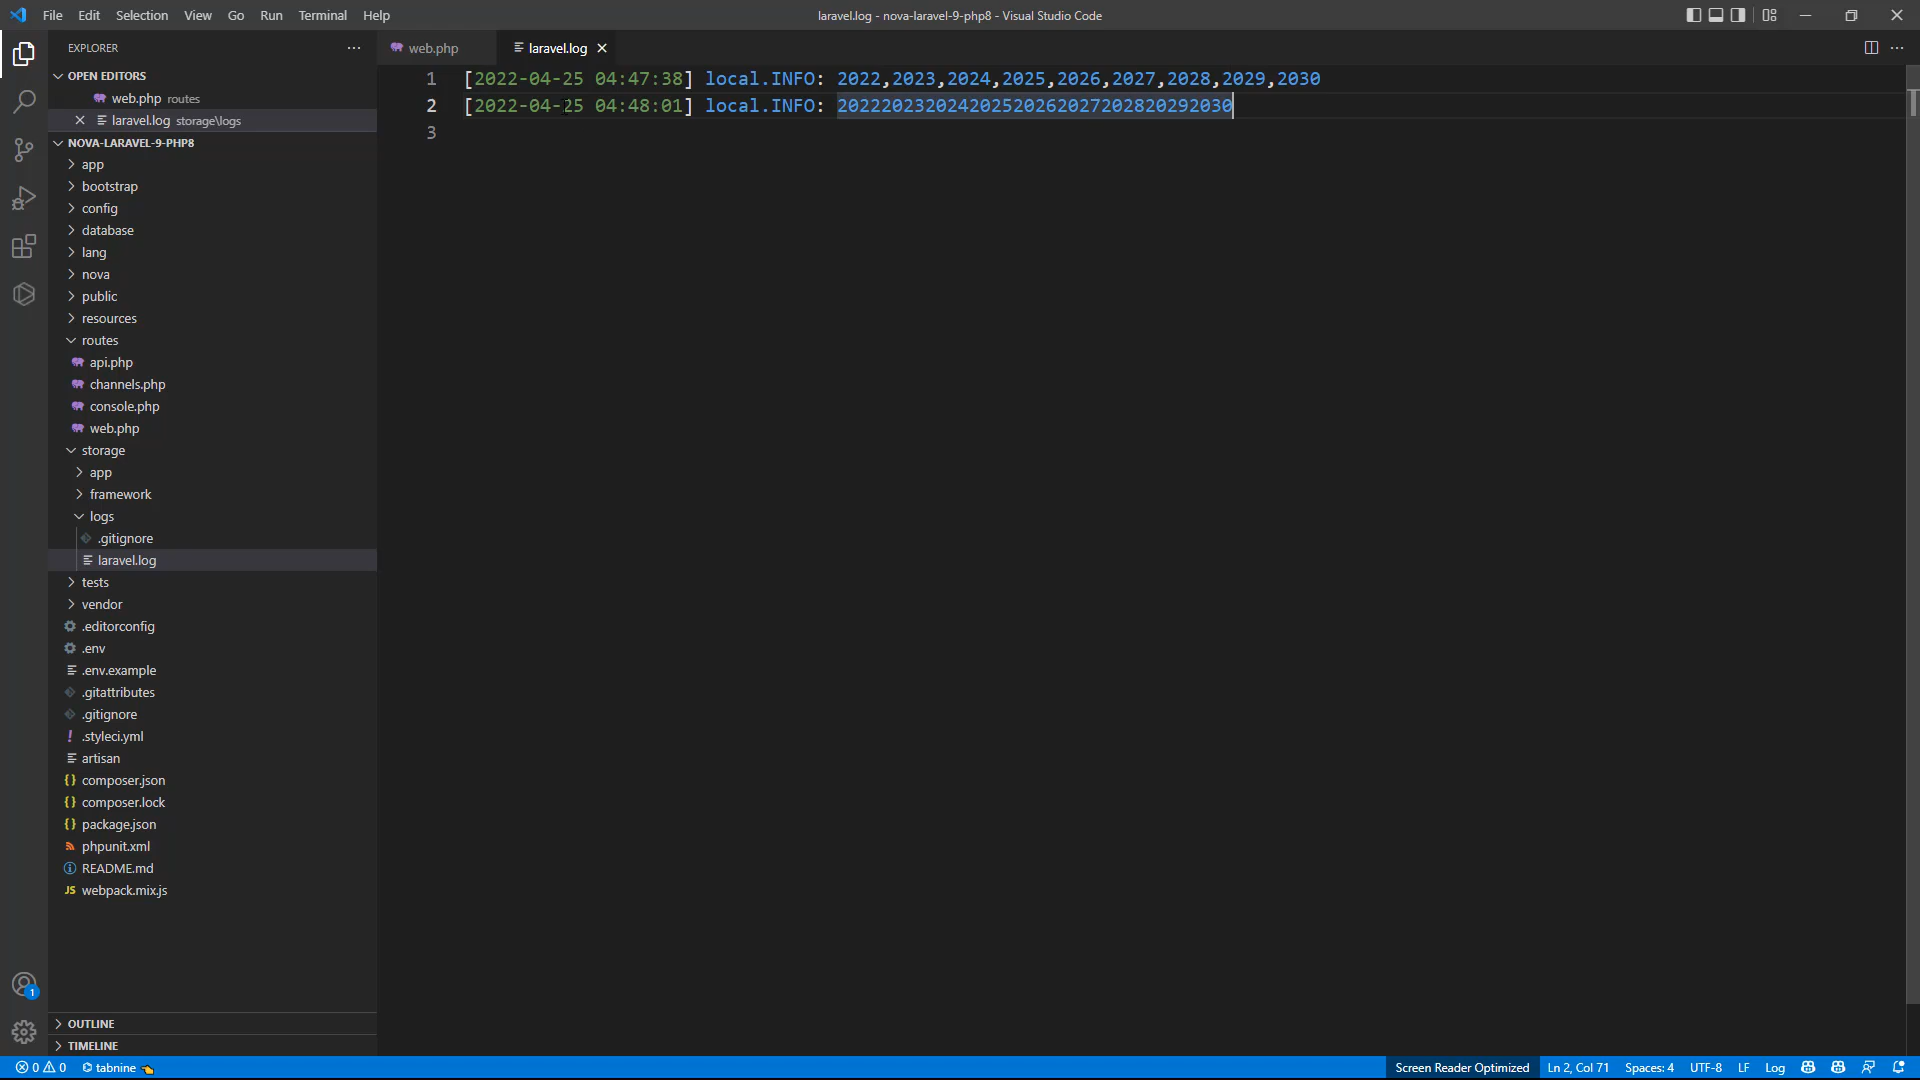 File Edit Selection View Go Run Terminal Help
laravel.log - nova-laravel-9-php8 - Visual Studio Code
EXPLORER
OPEN EDITORS
web.php routes
laravel.log storage\logs
NOVA-LARAVEL-9-PHP8
app
bootstrap
config
database
lang
nova
public
resources
routes
api.php
channels.php
console.php
web.php
storage
app
framework
logs
.gitignore
laravel.log
tests
vendor
.editorconfig
.env
.env.example
.gitattributes
.gitignore
.styleci.yml
artisan
composer.json
composer.lock
package.json
phpunit.xml
README.md
webpack.mix.js
OUTLINE
TIMELINE
web.php laravel.log
1 [2022-04-25 04:47:38] local.INFO: 2022,2023,2024,2025,2026,2027,2028,2029,2030
2 [2022-04-25 04:48:01] local.INFO: 202220232024202520262027202820292030
3
1
0 0 tabnine
Screen Reader Optimized Ln 2, Col 71 Spaces: 4 UTF-8 LF Log